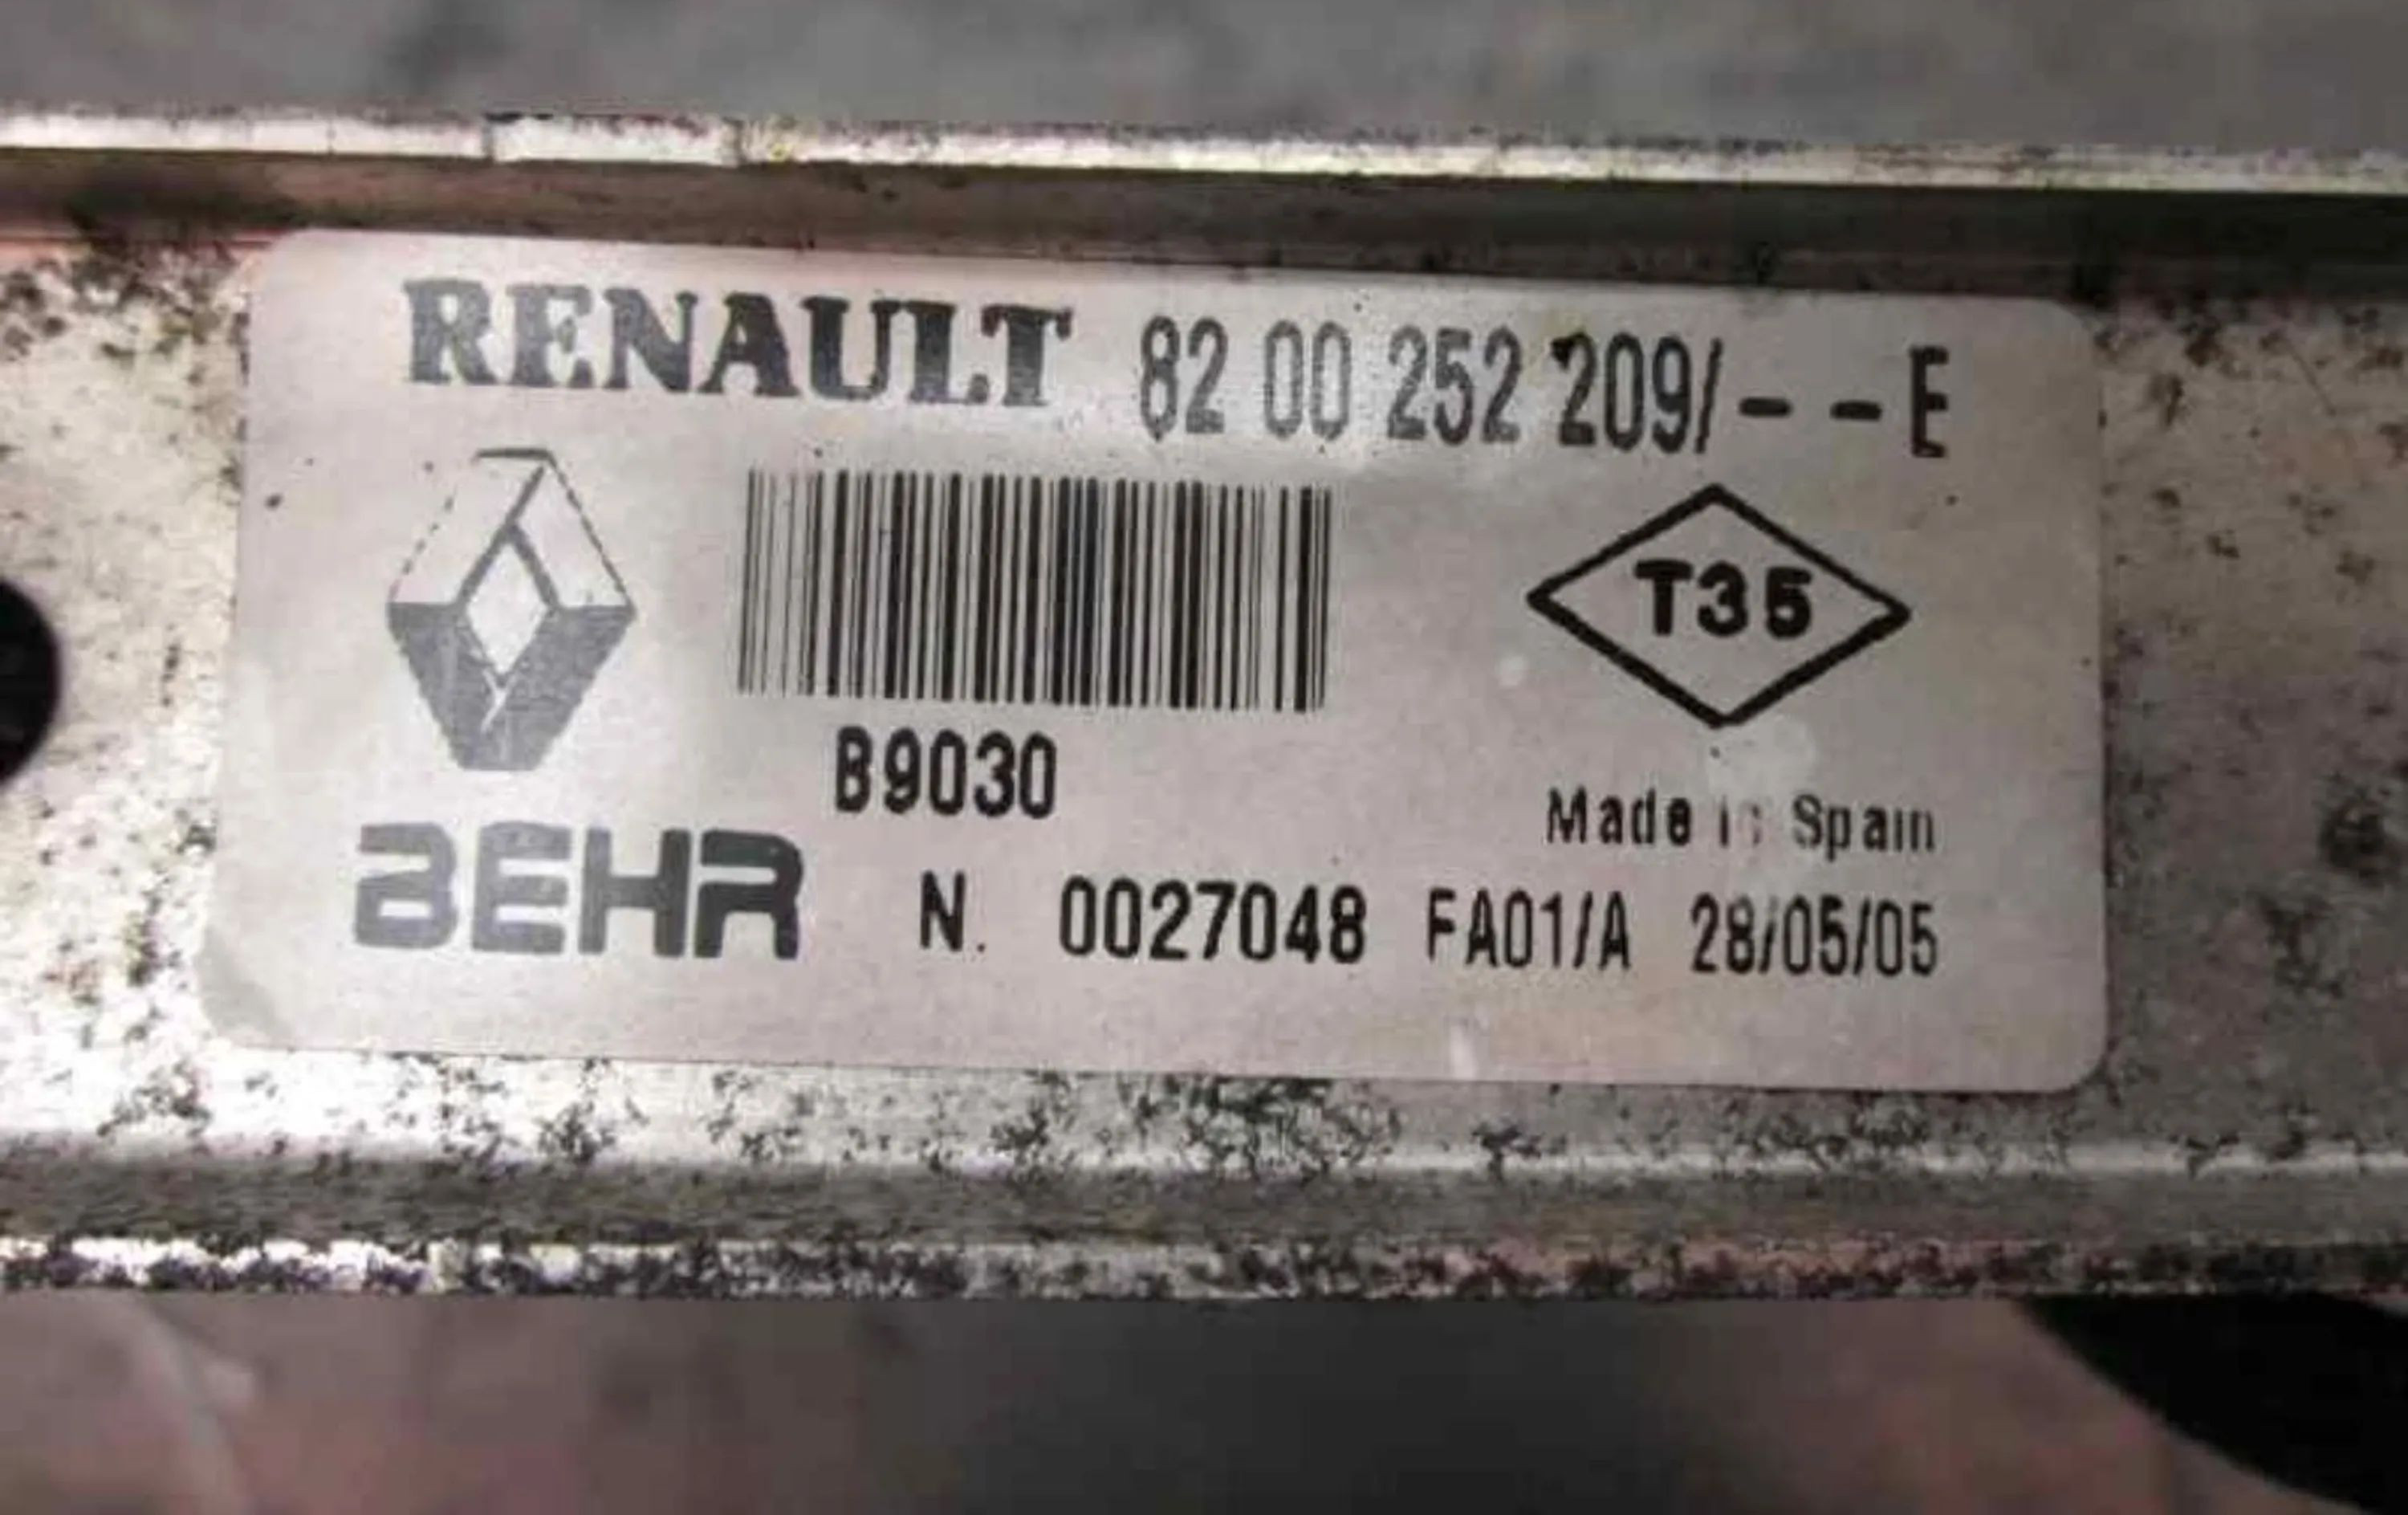 RENAULT 82 00 252 209/--E
T35
B9030
Made in Spain
BEHR N. 0027048 FA01/A 28/05/05